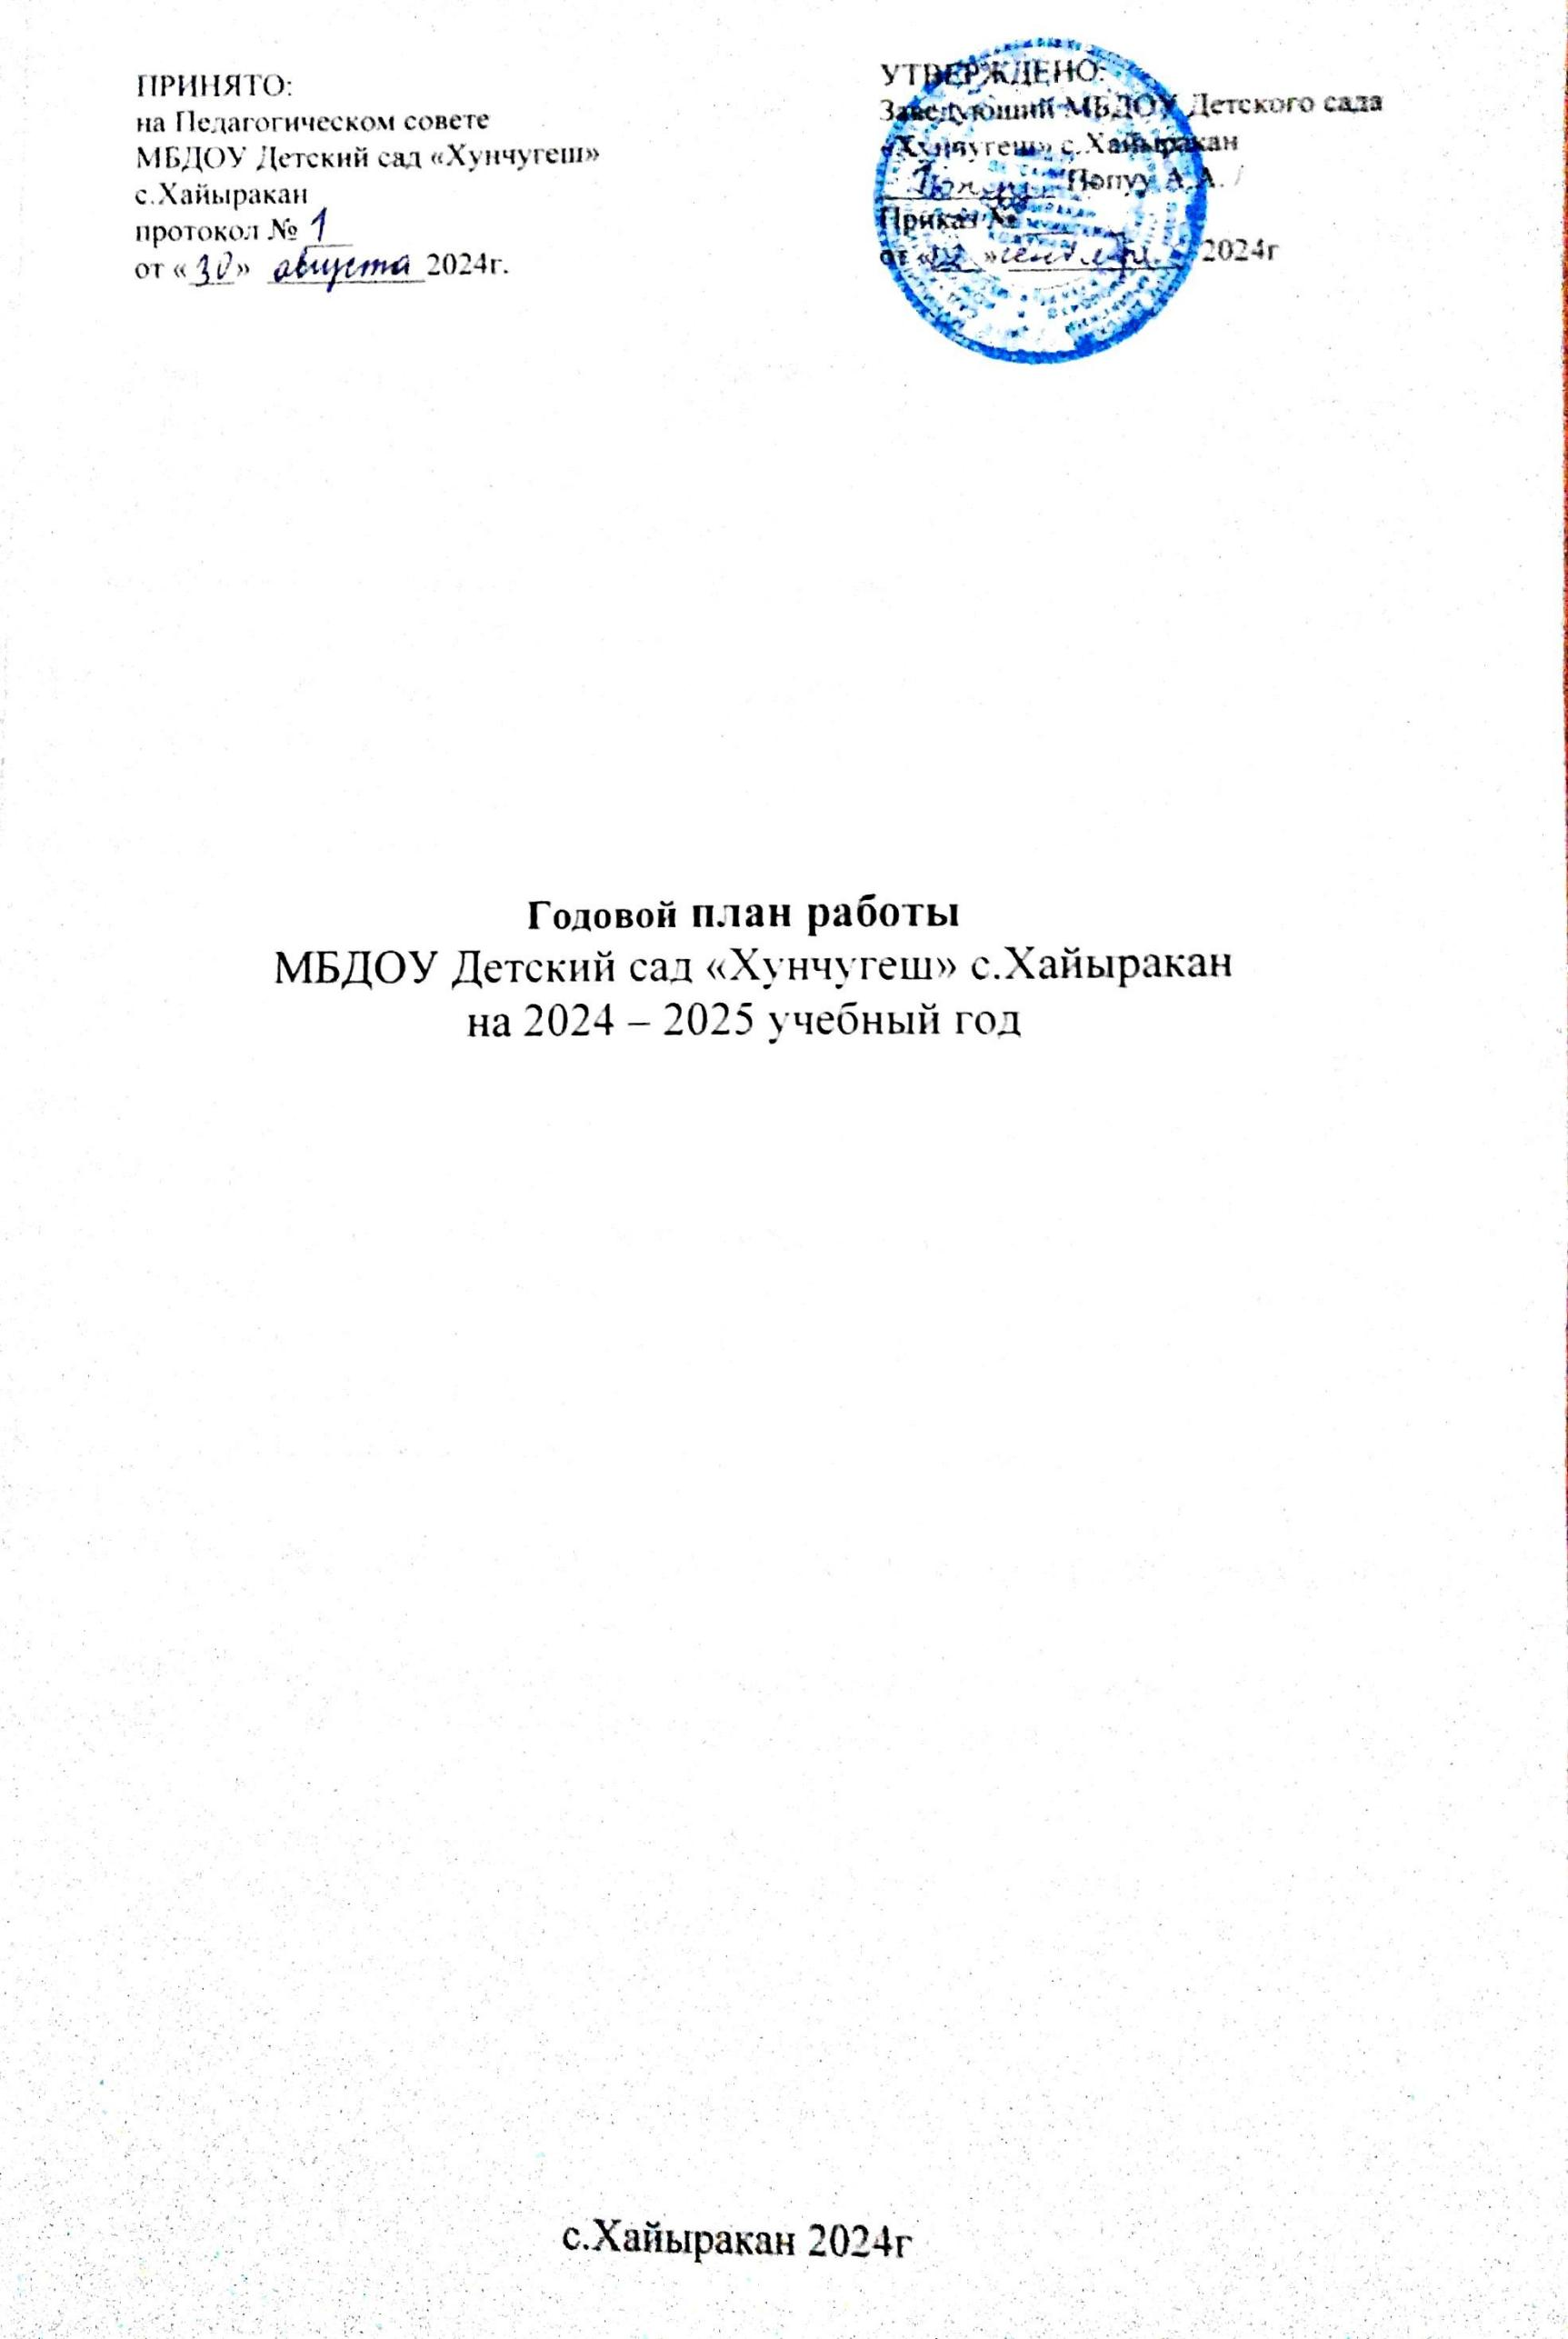 ПРИНЯТО:
на Педагогическом совете
МБДОУ Детский сад «Хунчугеш»
с.Хайыракан
протокол № 1
от «30» августа 2024г.
УТВЕРЖДЕНО:
Заведующий МБДОУ Детского сада
«Хунчугеш» с.Хайыракан
Попуу А.А. /
Приказ №
от « » сентября 2024г
Годовой план работы
МБДОУ Детский сад «Хунчугеш» с.Хайыракан
на 2024 – 2025 учебный год
с.Хайыракан 2024г